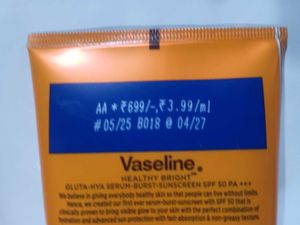 AA *₹699/-,₹3.99/ml
#05/25 B018 @ 04/27
Vaseline®
HEALTHY BRIGHT™
GLUTA-HYA SERUM-BURST-SUNSCREEN SPF 50 PA +++
We believe in giving everybody healthy skin so that people can live without limits.
Hence, we created our first ever serum-burst-sunscreen with SPF 50 that is
clinically proven to bring visible glow to your skin with the perfect combination of
hydration and advanced sun protection with fast-absorption & non-greasy texture.